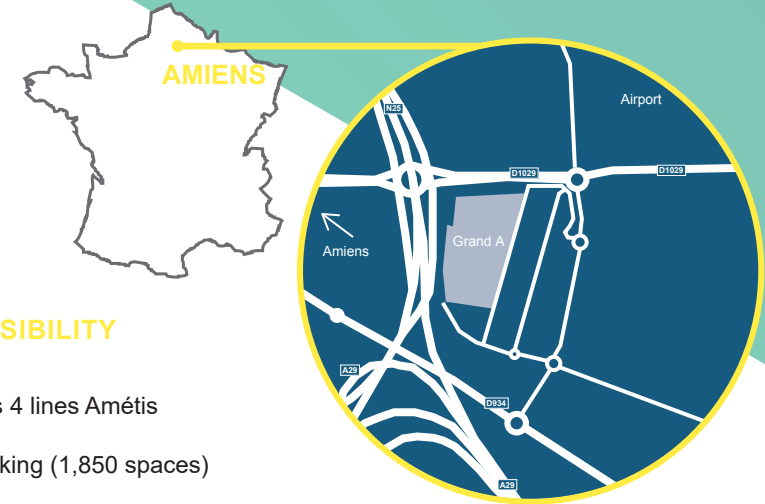 AMIENS
Airport
N25
D1029
D1029
Grand A
Amiens
SIBILITY
A29
4 lines Amétis
D934
king (1,850 spaces)
A29